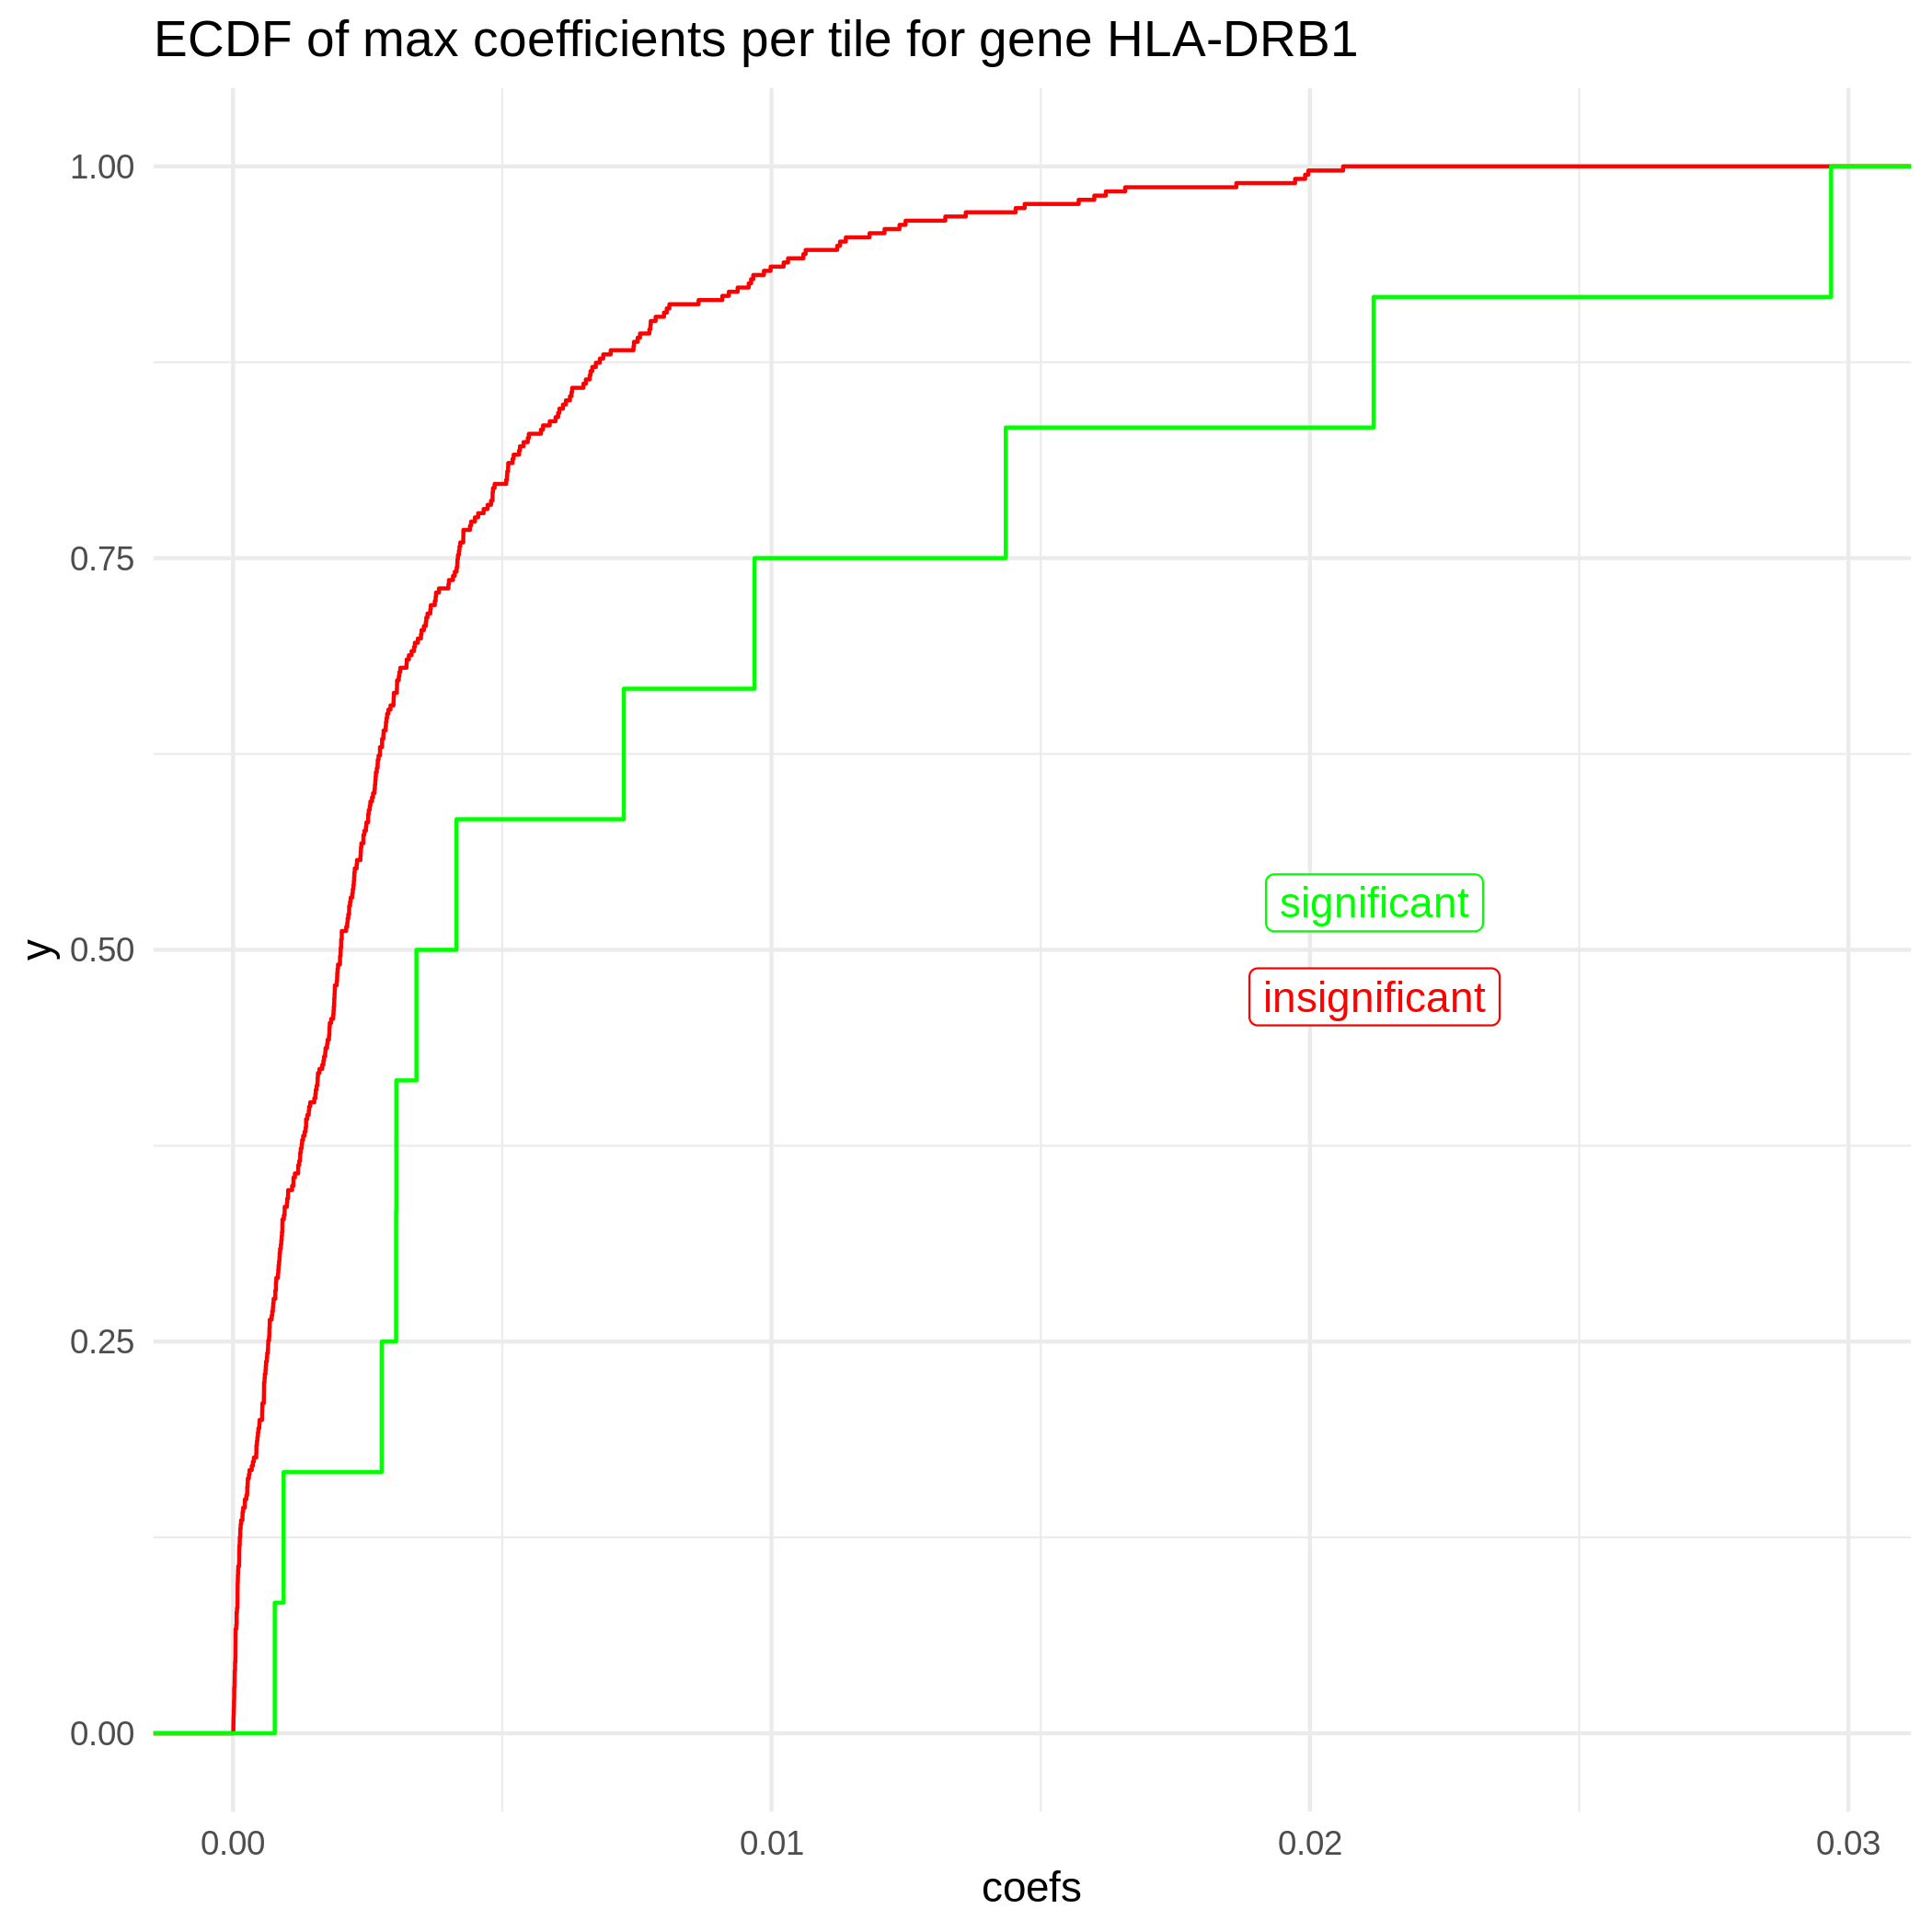 ECDF of max coefficients per tile for gene HLA-DRB1
1.00
0.75
0.50
0.25
0.00
y
significant
insignificant
0.00 0.01 0.02 0.03
coefs